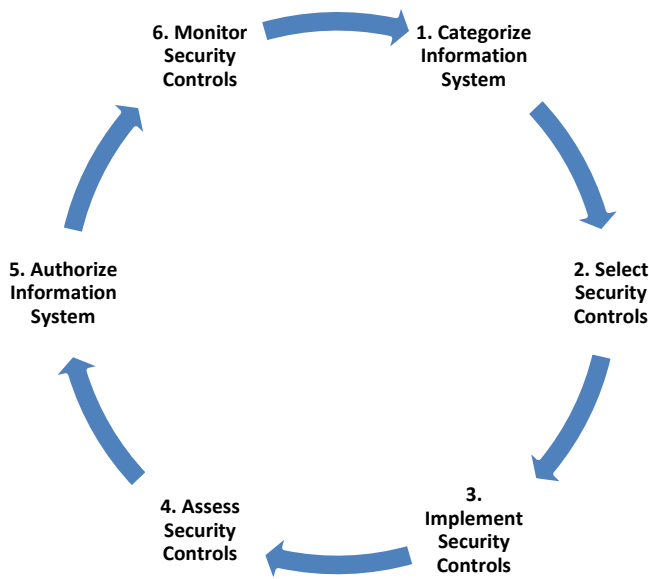 1. Categorize
Information
System
2. Select
Security
Controls
3.
Implement
Security
Controls
4. Assess
Security
Controls
5. Authorize
Information
System
6. Monitor
Security
Controls